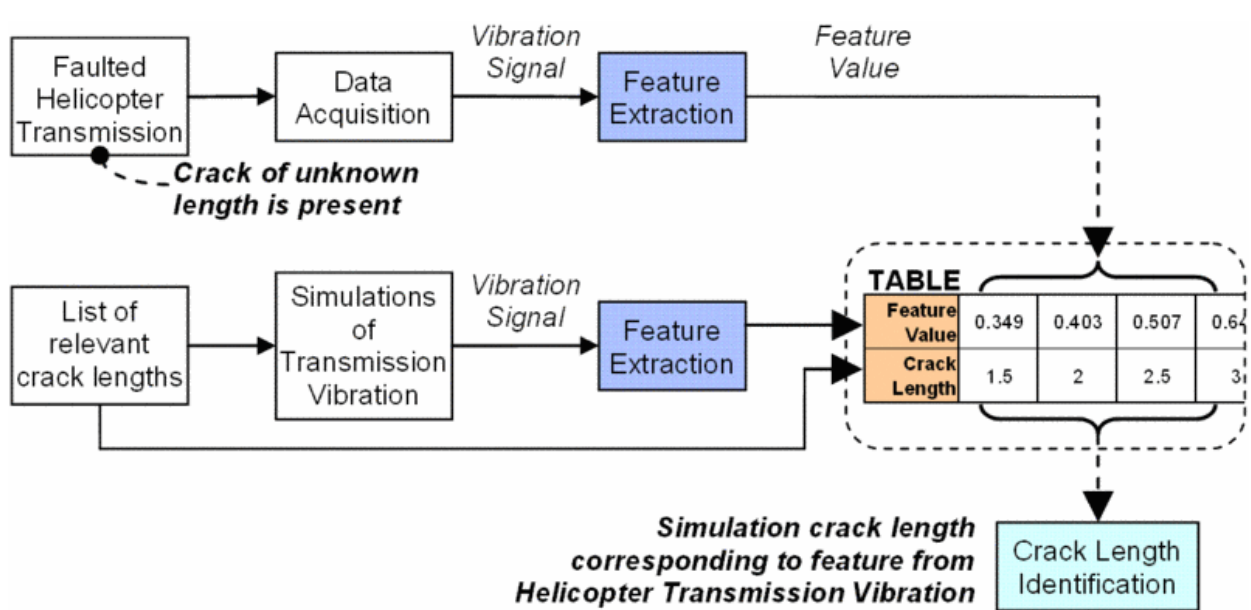 Faulted
Helicopter
Transmission
Data
Acquisition
Vibration
Signal
Feature
Extraction
Feature
Value
Crack of unknown
length is present
List of
relevant
crack lengths
Simulations
of
Transmission
Vibration
Vibration
Signal
Feature
Extraction
TABLE
Feature
Value
0.349
0.403
0.507
Crack
Length
1.5
2
2.5
3
Simulation crack length
corresponding to feature from
Helicopter Transmission Vibration
Crack Length
Identification